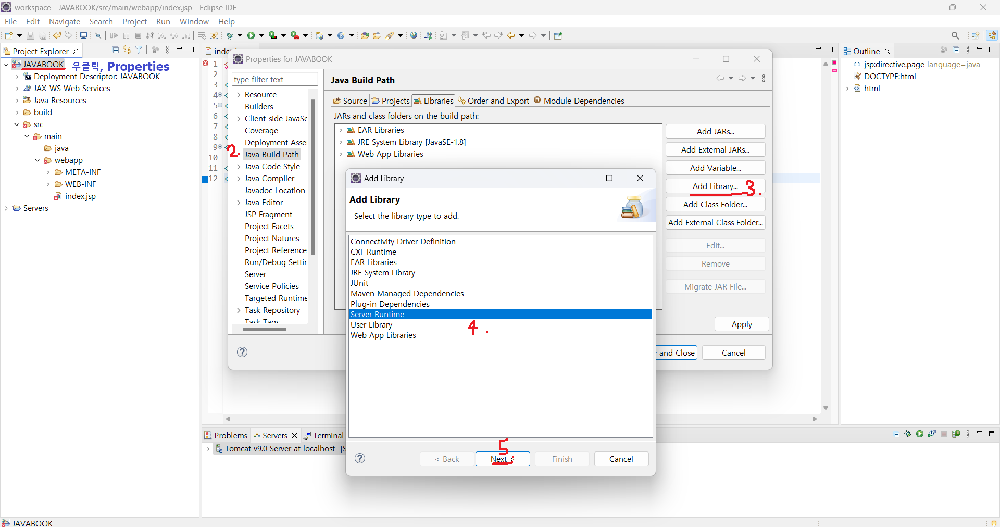 workspace - JAVABOOK/src/main/webapp/index.jsp - Eclipse IDE
File Edit Navigate Search Project Run Window Help
Project Explorer
JAVABOOK 우클릭, Properties
Deployment Descriptor: JAVABOOK
JAX-WS Web Services
Java Resources
build
src
main
java
webapp
META-INF
WEB-INF
index.jsp
Servers
1
2
3
4
5
6
7
8
9
10
11
12
Properties for JAVABOOK
type filter text
Resource
Builders
Client-side JavaSc
Coverage
Deployment Asse
2. Java Build Path
Java Code Style
Java Compiler
Javadoc Location
Java Editor
JSP Fragment
Project Facets
Project Natures
Project Reference
Run/Debug Settin
Server
Service Policies
Targeted Runtime
Task Repository
Task Tags
Java Build Path
Source Projects Libraries Order and Export Module Dependencies
JARs and class folders on the build path:
EAR Libraries
JRE System Library [JavaSE-1.8]
Web App Libraries
Add JARs...
Add External JARs...
Add Variable...
Add Library... 3.
Add Class Folder...
Add External Class Folder...
Edit...
Remove
Migrate JAR File...
Apply
and Close Cancel
Add Library
Add Library
Select the library type to add.
Connectivity Driver Definition
CXF Runtime
EAR Libraries
JRE System Library
JUnit
Maven Managed Dependencies
Plug-in Dependencies
Server Runtime
User Library
4.
Web App Libraries
5.
< Back Next > Finish Cancel
Outline
jsp:directive.page language=java
DOCTYPE:html
html
Problems Servers Terminal
Tomcat v9.0 Server at localhost [S
JAVABOOK